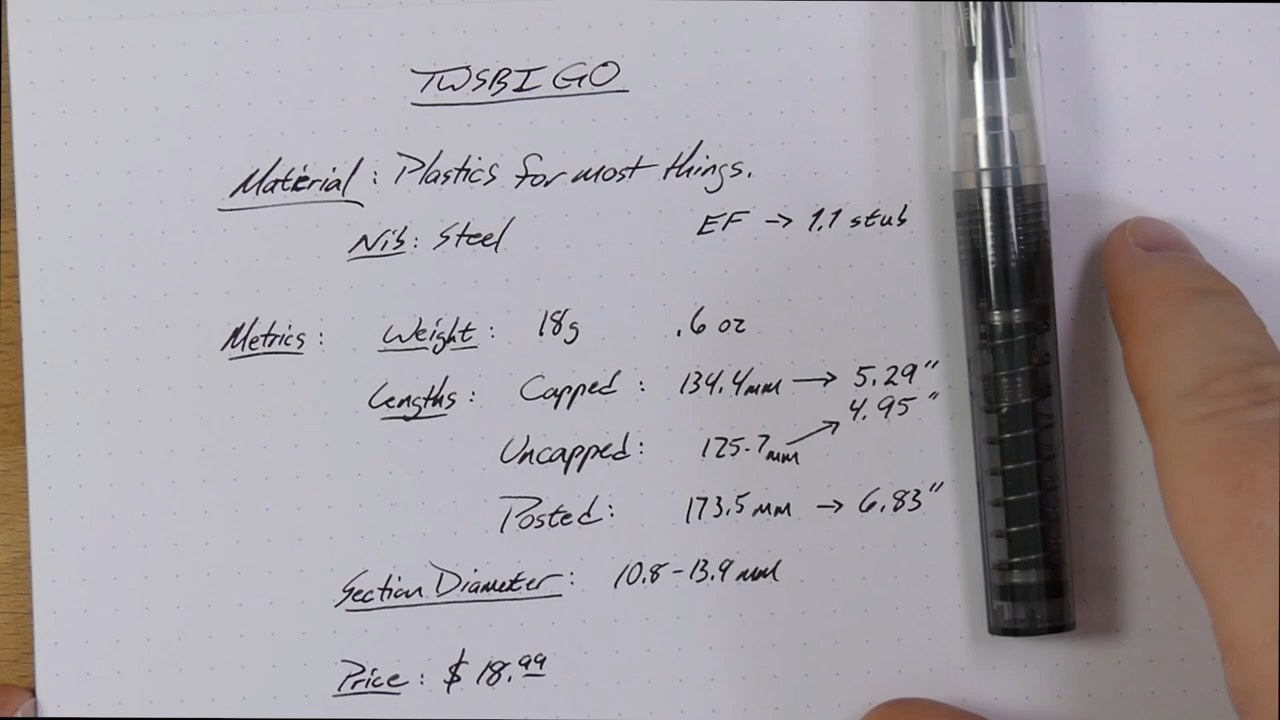 TWSBI GO
Material: Plastics for most things.
Nib: Steel EF → 1.1 stub
Metrics: Weight: 18g .6 oz
Lengths: Capped: 134.4mm → 5.29"
Uncapped: 125.7mm → 4.95"
Posted: 173.5mm → 6.83"
Section Diameter: 10.8-13.9mm
Price: $18.99